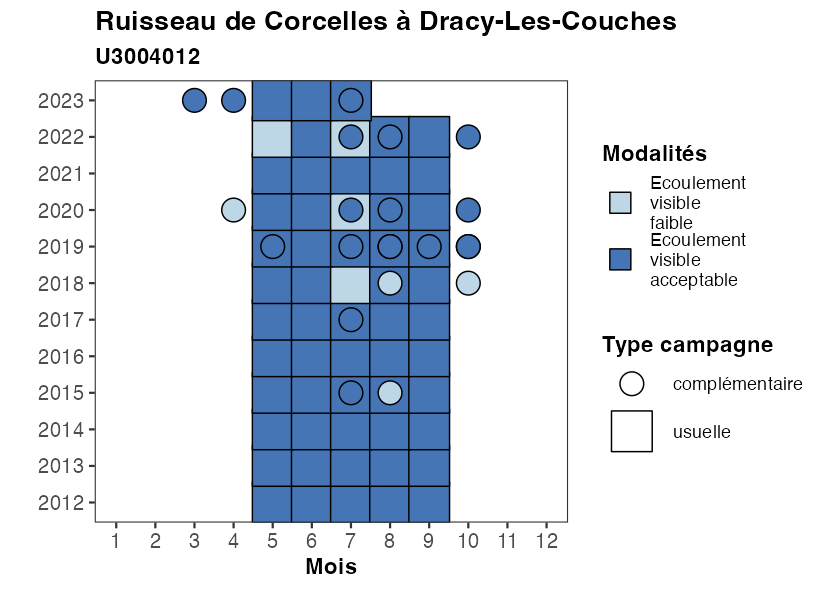 Ruisseau de Corcelles à Dracy-Les-Couches
U3004012
2023
2022
2021
2020
2019
2018
2017
2016
2015
2014
2013
2012
1 2 3 4 5 6 7 8 9 10 11 12
Mois
Modalités
Ecoulement
visible
faible
Ecoulement
visible
acceptable
Type campagne
complémentaire
usuelle